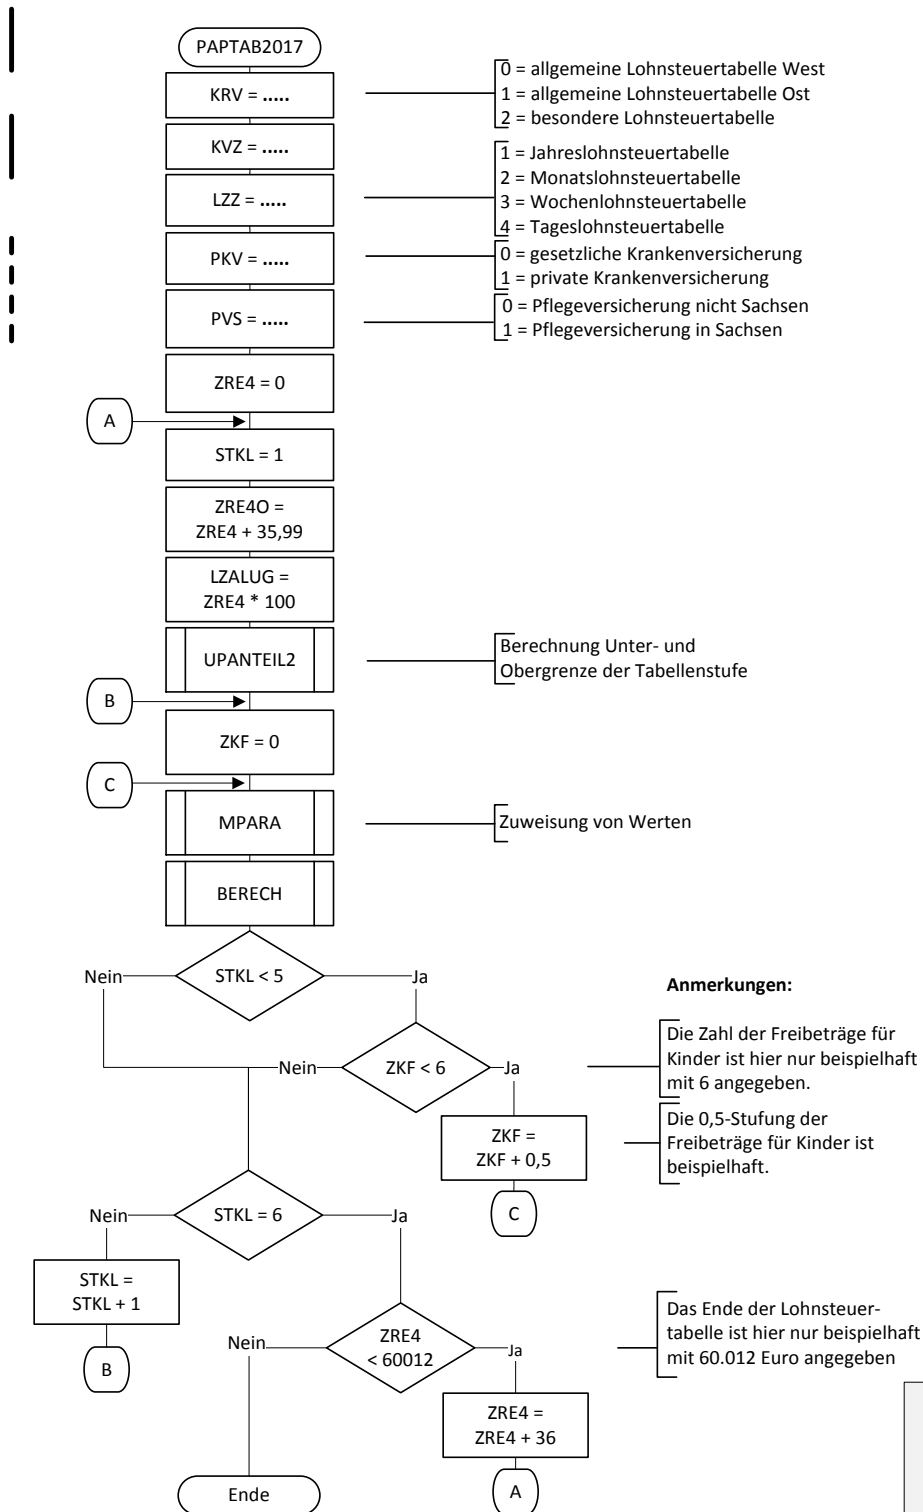 PAPTAB2017
KRV = .....
0 = allgemeine Lohnsteuertabelle West
1 = allgemeine Lohnsteuertabelle Ost
2 = besondere Lohnsteuertabelle
KVZ = .....
LZZ = .....
1 = Jahreslohnsteuertabelle
2 = Monatslohnsteuertabelle
3 = Wochenlohnsteuertabelle
4 = Tageslohnsteuertabelle
PKV = .....
0 = gesetzliche Krankenversicherung
1 = private Krankenversicherung
PVS = .....
0 = Pflegeversicherung nicht Sachsen
1 = Pflegeversicherung in Sachsen
ZRE4 = 0
A
STKL = 1
ZRE4O =
ZRE4 + 35,99
LZALUG =
ZRE4 * 100
UPANTEIL2
Berechnung Unter- und
Obergrenze der Tabellenstufe
B
ZKF = 0
C
MPARA
Zuweisung von Werten
BERECH
Nein
STKL < 5
Ja
Anmerkungen:
Nein
ZKF < 6
Ja
Die Zahl der Freibeträge für
Kinder ist hier nur beispielhaft
mit 6 angegeben.
ZKF =
ZKF + 0,5
Die 0,5-Stufung der
Freibeträge für Kinder ist
beispielhaft.
C
Nein
STKL = 6
Ja
STKL =
STKL + 1
B
Nein
ZRE4
< 60012
Ja
Das Ende der Lohnsteuer-
tabelle ist hier nur beispielhaft
mit 60.012 Euro angegeben
ZRE4 =
ZRE4 + 36
Ende
A